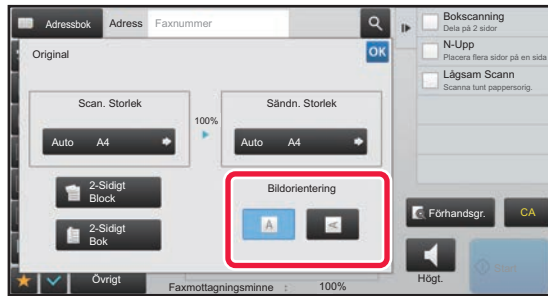 Adressbok
Adress
Faxnummer
Original
OK
Scan. Storlek
100%
Sändn. Storlek
Auto A4
Auto A4
2-Sidigt
Block
2-Sidigt
Bok
Bildorientering
A
A
Övrigt
Faxmottagningsminne : 100%
Bokscanning
Dela på 2 sidor
N-Upp
Placera flera sidor på en sida
Lågsam Scann
Scanna tunt pappersorig.
Förhandsgr.
CA
Högt.
Start